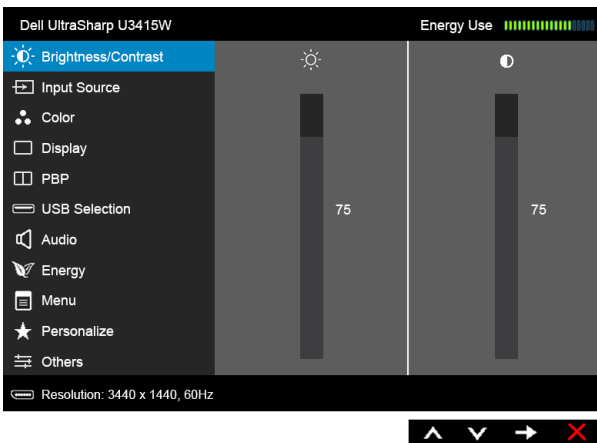 Dell UltraSharp U3415W Energy Use
Brightness/Contrast
Input Source
Color
Display
PBP
USB Selection 75 75
Audio
Energy
Menu
Personalize
Others
Resolution: 3440 x 1440, 60Hz